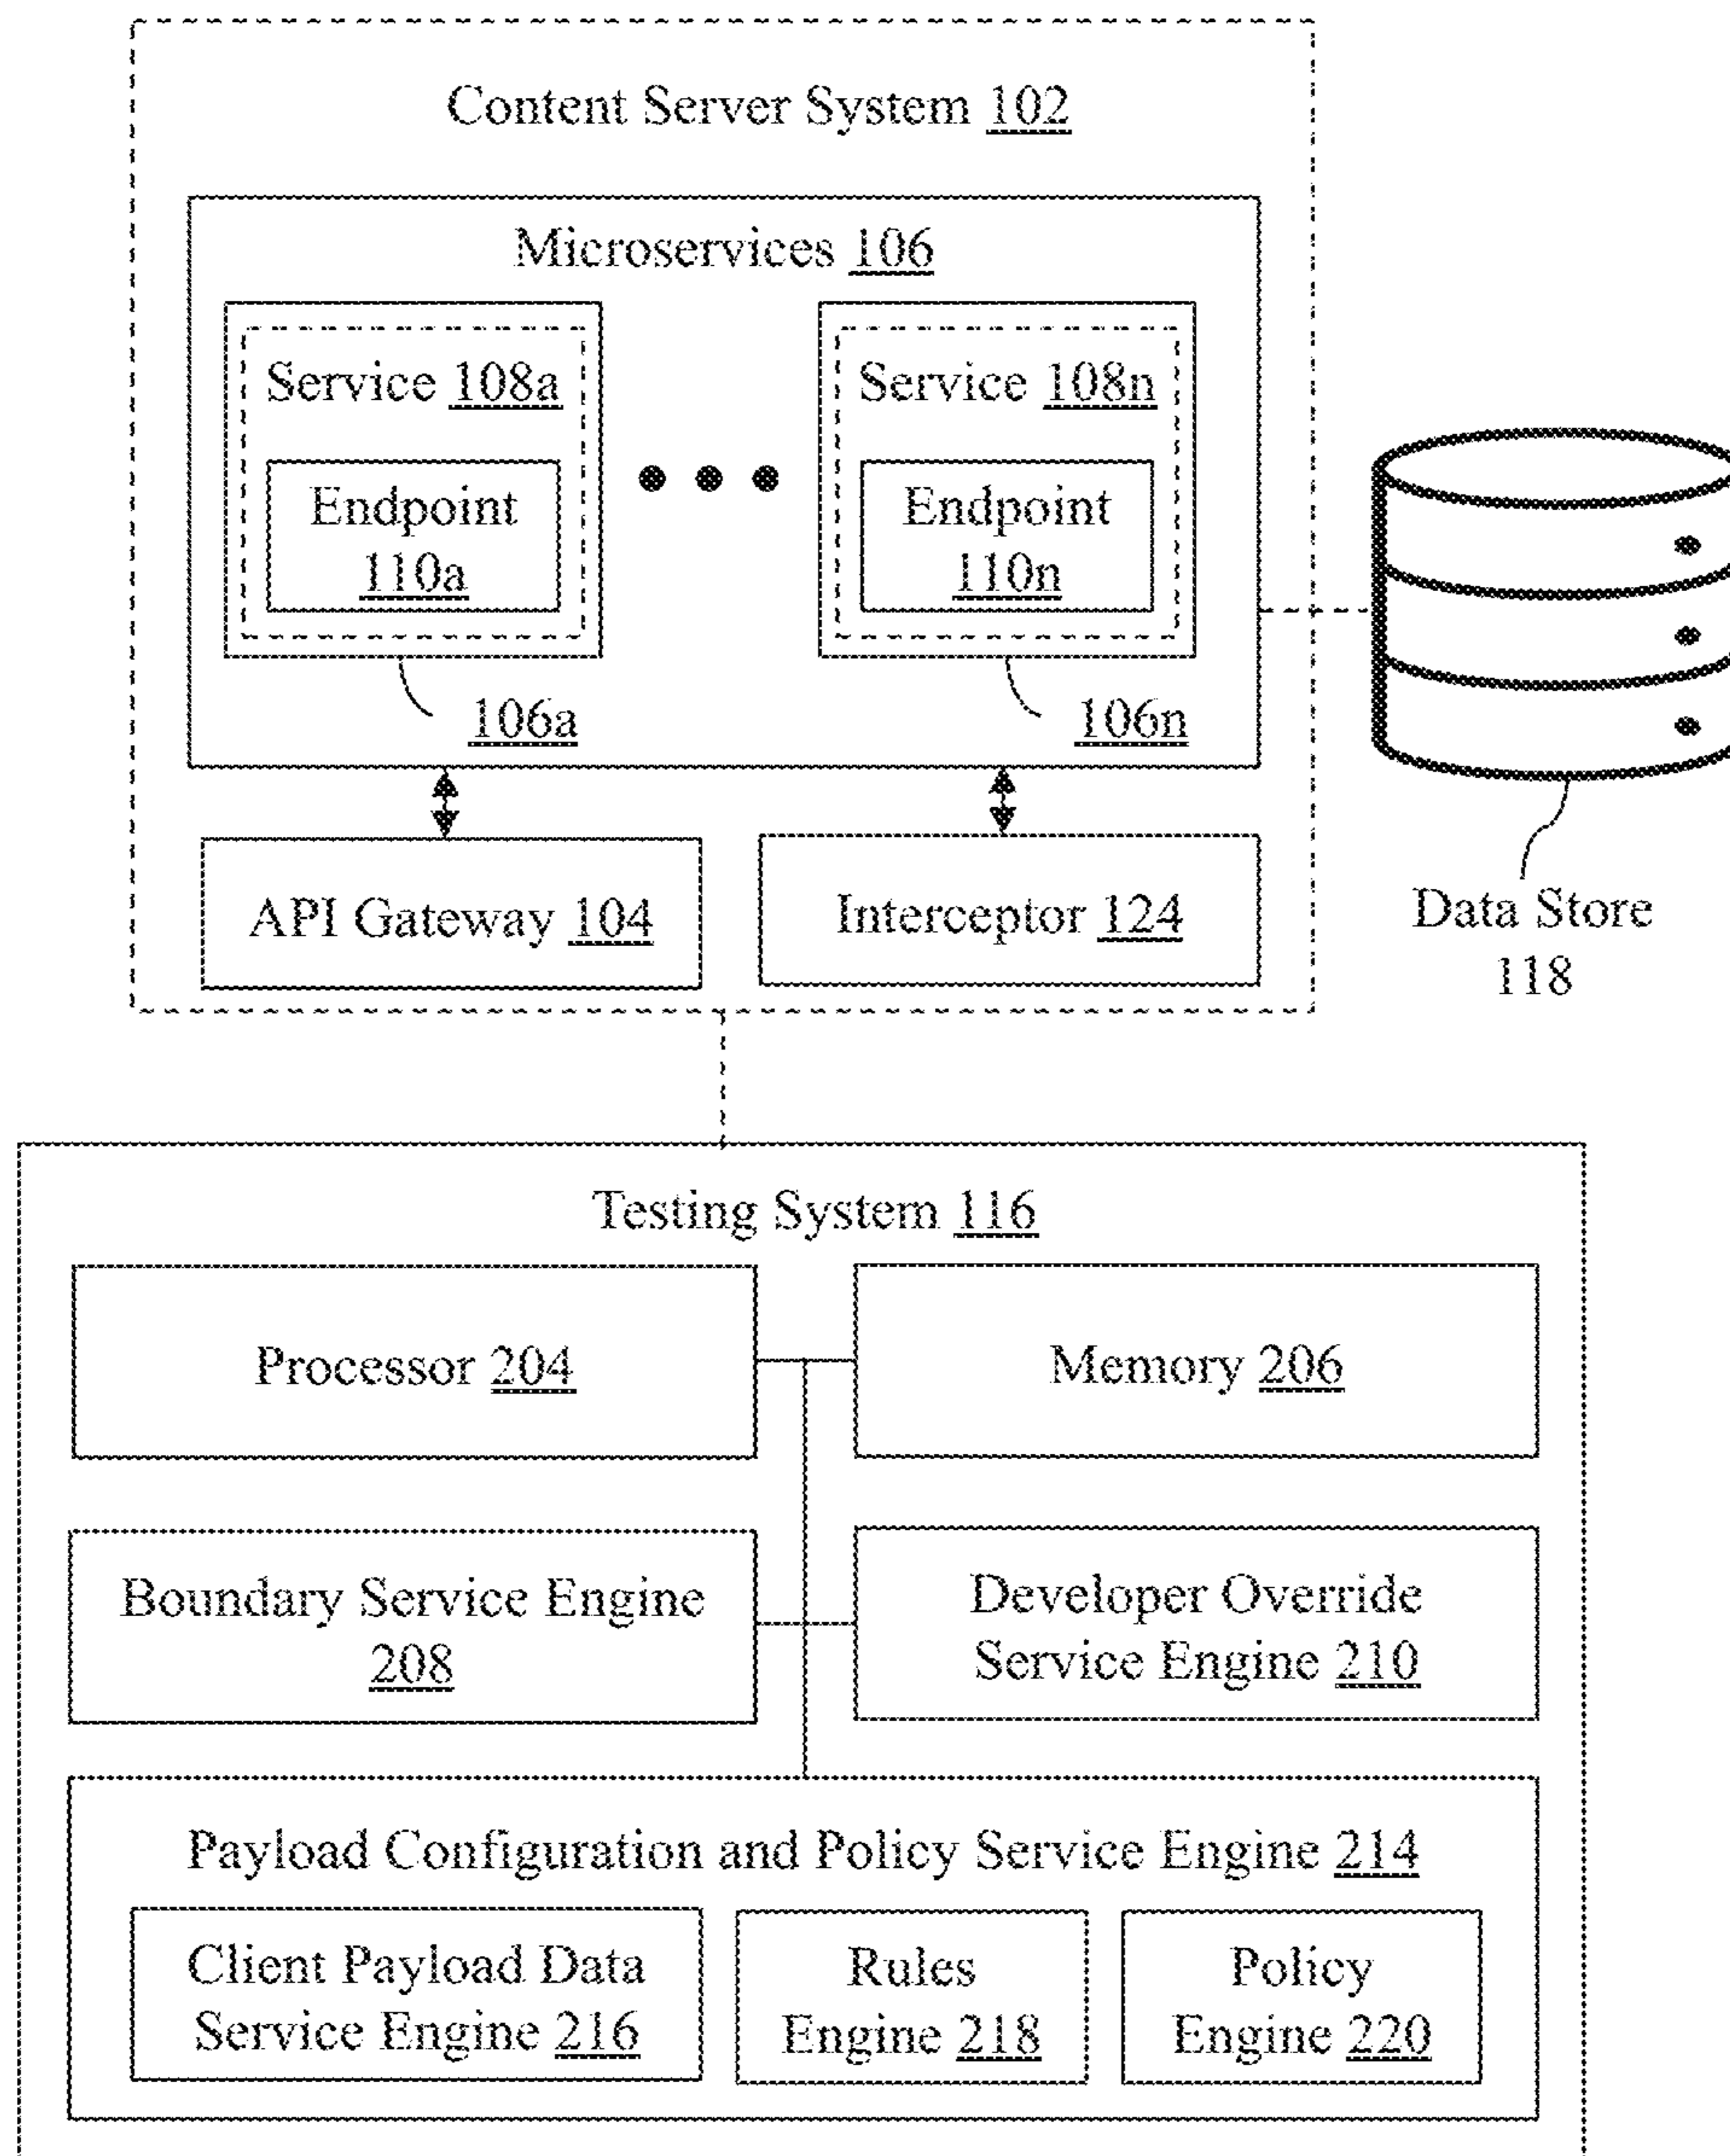 Content Server System 102
Microservices 106
Service 108a
Endpoint
110a
Service 108n
Endpoint
110n
106a
106n
API Gateway 104
Interceptor 124
Data Store
118
Testing System 116
Processor 204
Memory 206
Boundary Service Engine
208
Developer Override
Service Engine 210
Payload Configuration and Policy Service Engine 214
Client Payload Data
Service Engine 216
Rules
Engine 218
Policy
Engine 220